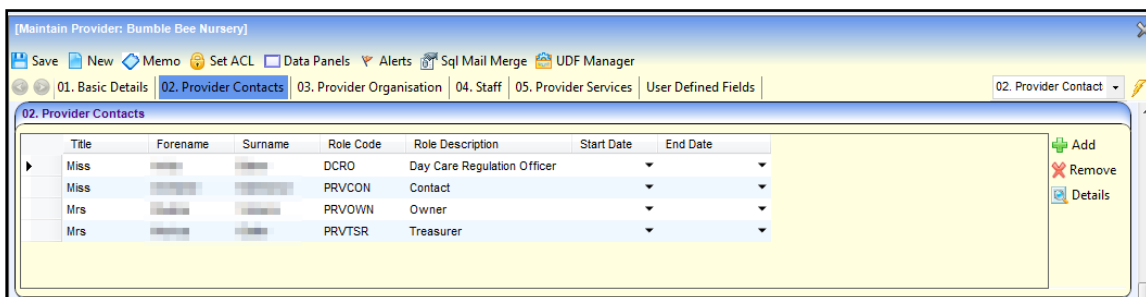 [Maintain Provider: Bumble Bee Nursery]
Save New Memo Set ACL Data Panels Alerts Sql Mail Merge UDF Manager
01. Basic Details 02. Provider Contacts 03. Provider Organisation 04. Staff 05. Provider Services User Defined Fields 02. Provider Contact
02. Provider Contacts
Title Forename Surname Role Code Role Description Start Date End Date Add
Miss DCRO Day Care Regulation Officer Remove
Miss PRVCON Contact Details
Mrs PRVOWN Owner
Mrs PRVTSR Treasurer